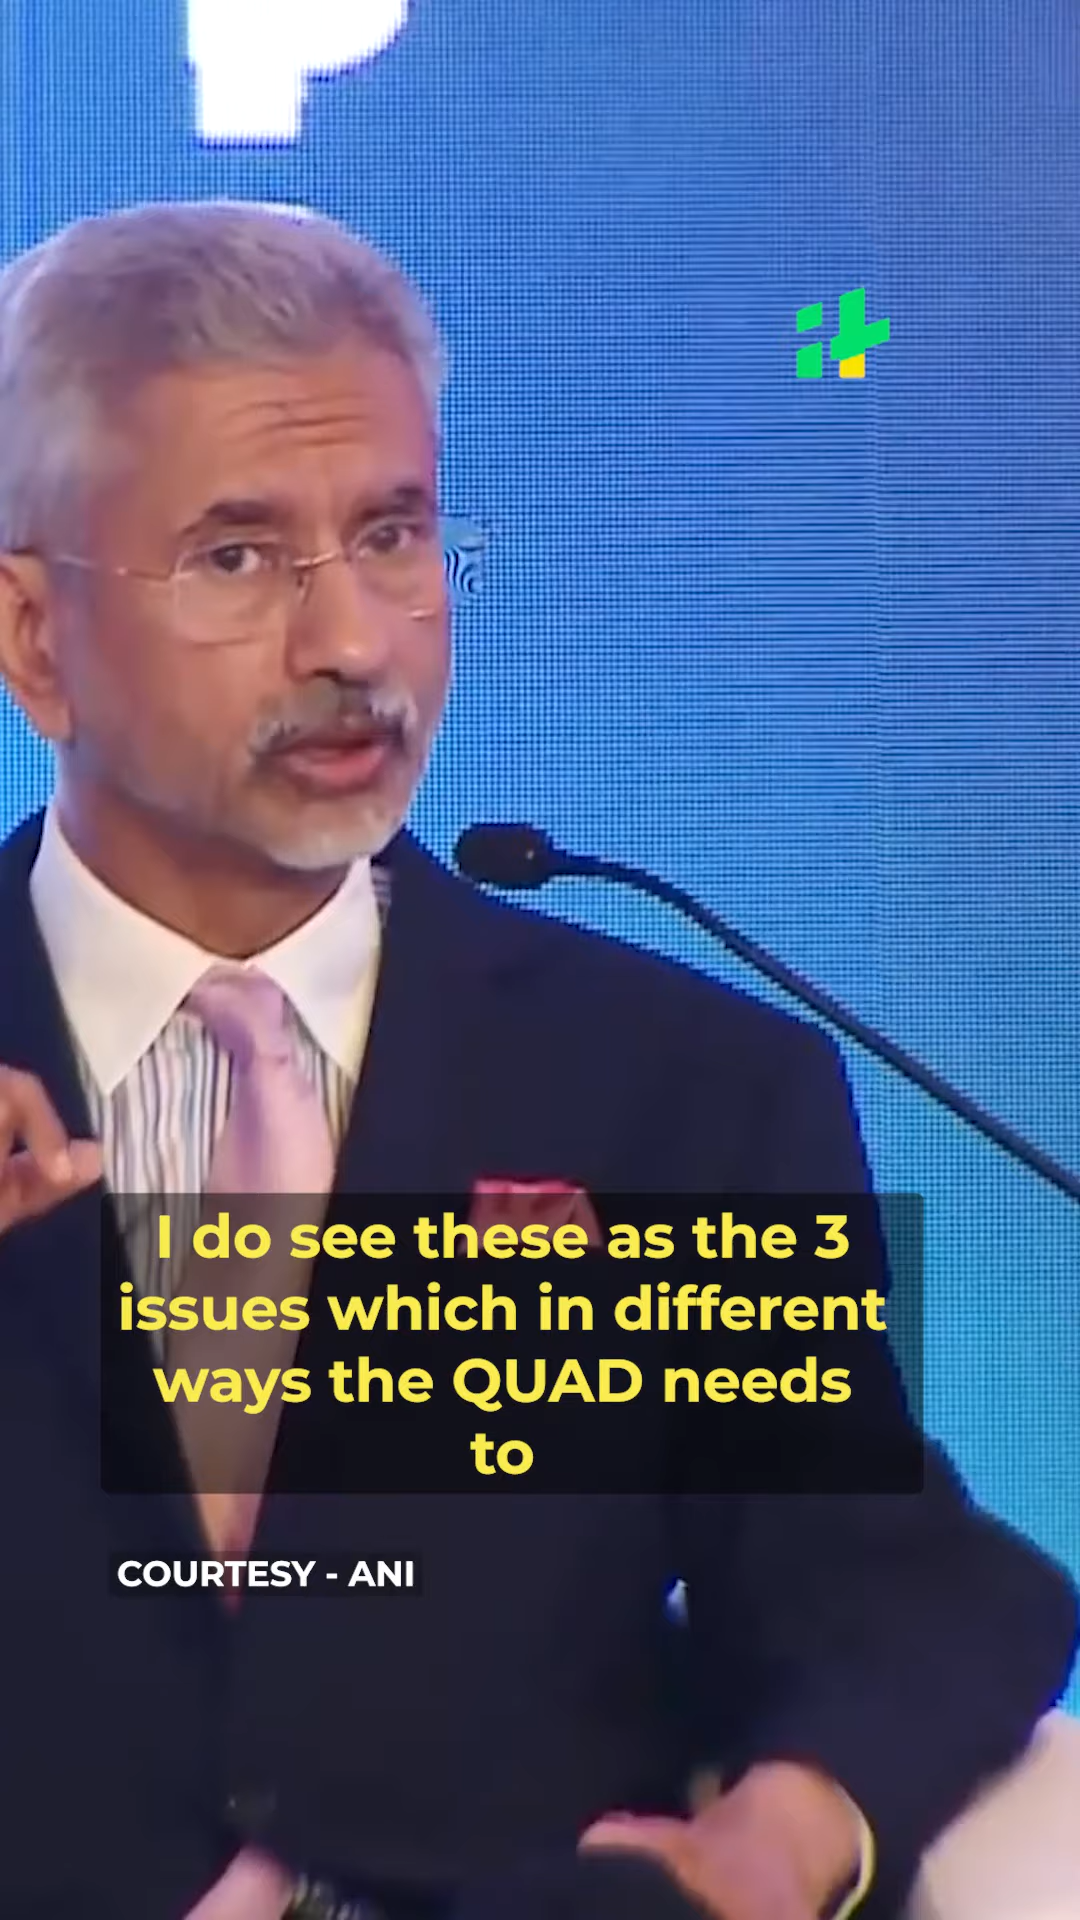 p
I do see these as the 3
issues which in different
ways the QUAD needs
to
COURTESY - ANI